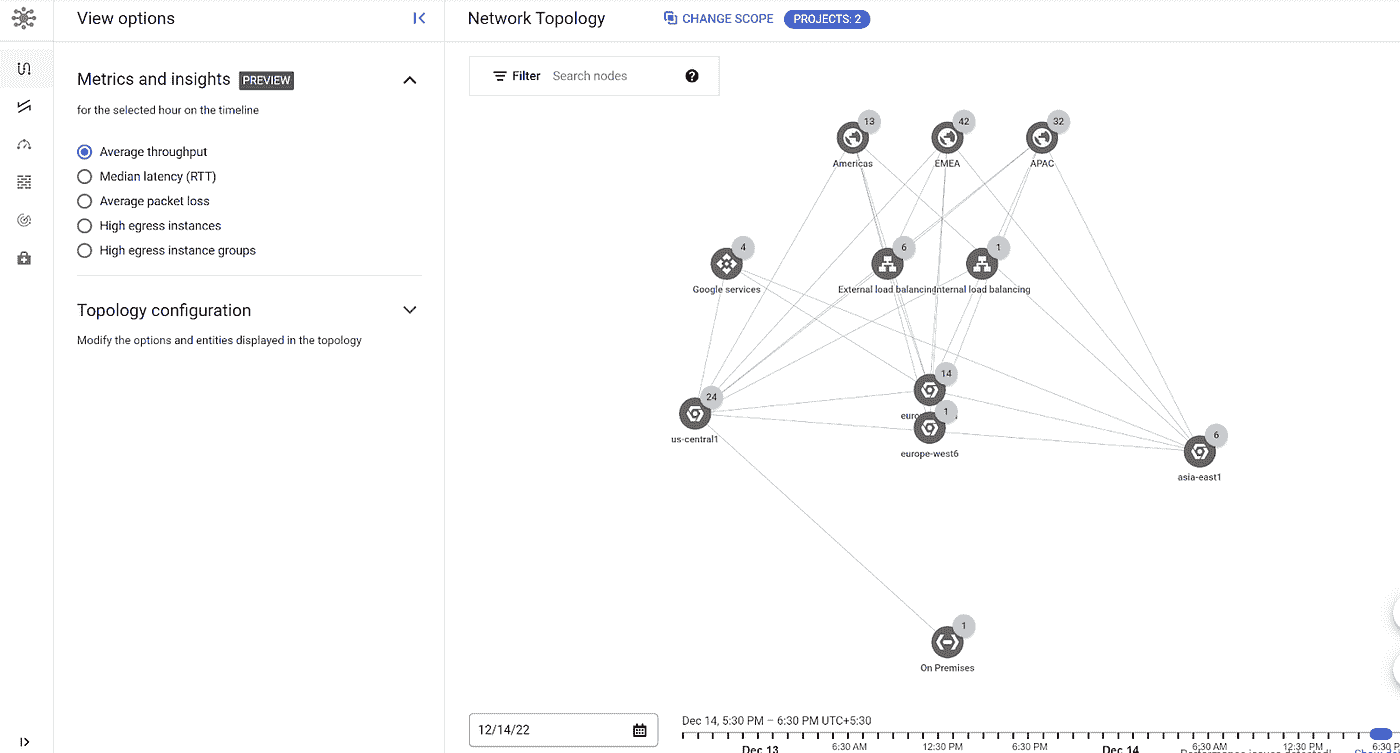 View options
Network Topology
CHANGE SCOPE
PROJECTS: 2
Metrics and insights PREVIEW
for the selected hour on the timeline
Average throughput
Median latency (RTT)
Average packet loss
High egress instances
High egress instance groups
Topology configuration
Modify the options and entities displayed in the topology
Filter Search nodes
13
Americas
42
EMEA
32
APAC
4
Google services
6
External load balancing
1
Internal load balancing
24
us-central1
14
1
europe-west6
6
asia-east1
1
On Premises
12/14/22
Dec 14, 5:30 PM – 6:30 PM UTC+5:30
Dec 13
6:30 AM
12:30 PM
6:30 PM
Dec 14
6:30 AM
12:30 PM